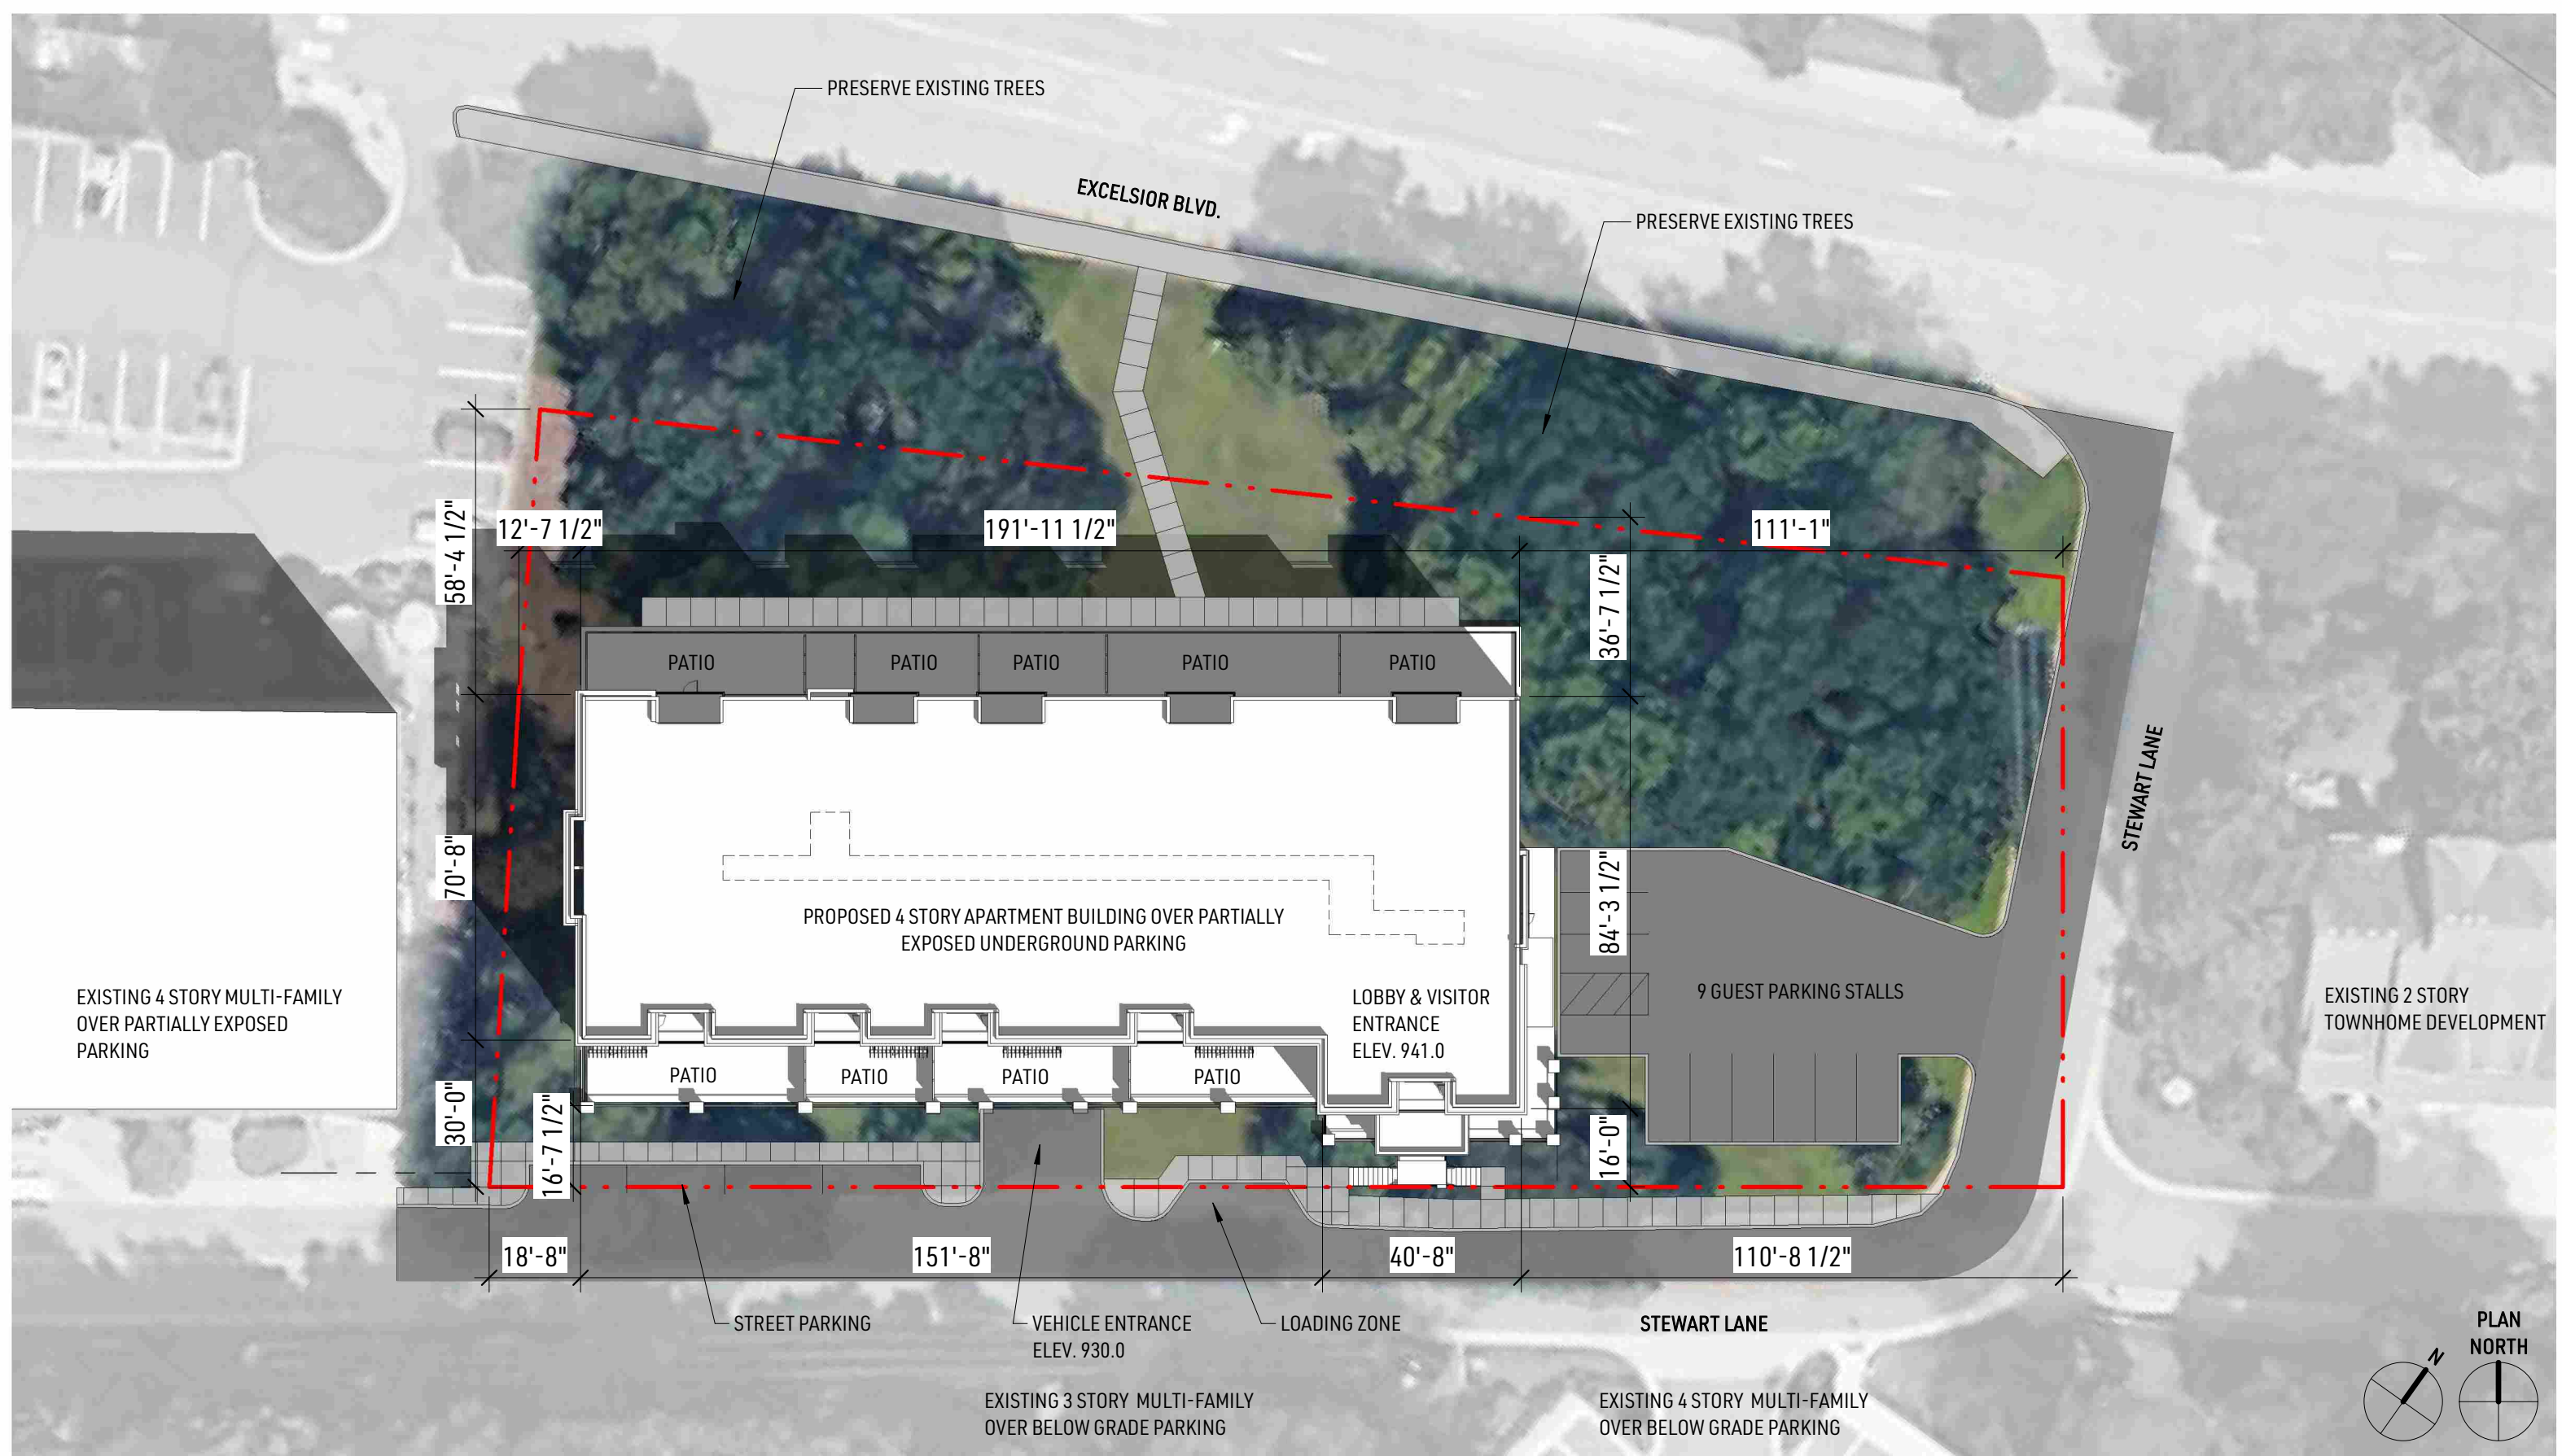 PRESERVE EXISTING TREES
EXCELSIOR BLVD.
PRESERVE EXISTING TREES
58'-4 1/2"
12'-7 1/2"
191'-11 1/2"
111'-1"
36'-7 1/2"
PATIO
PATIO
PATIO
PATIO
PATIO
STEWART LANE
70'-8"
84'-3 1/2"
PROPOSED 4 STORY APARTMENT BUILDING OVER PARTIALLY
EXPOSED UNDERGROUND PARKING
EXISTING 4 STORY MULTI-FAMILY
OVER PARTIALLY EXPOSED
PARKING
LOBBY & VISITOR
ENTRANCE
ELEV. 941.0
9 GUEST PARKING STALLS
EXISTING 2 STORY
TOWNHOME DEVELOPMENT
PATIO
PATIO
PATIO
PATIO
30'-0"
16'-7 1/2"
16'-0"
18'-8"
151'-8"
40'-8"
110'-8 1/2"
STREET PARKING
VEHICLE ENTRANCE
ELEV. 930.0
LOADING ZONE
STEWART LANE
EXISTING 3 STORY MULTI-FAMILY
OVER BELOW GRADE PARKING
EXISTING 4 STORY MULTI-FAMILY
OVER BELOW GRADE PARKING
PLAN
NORTH
N